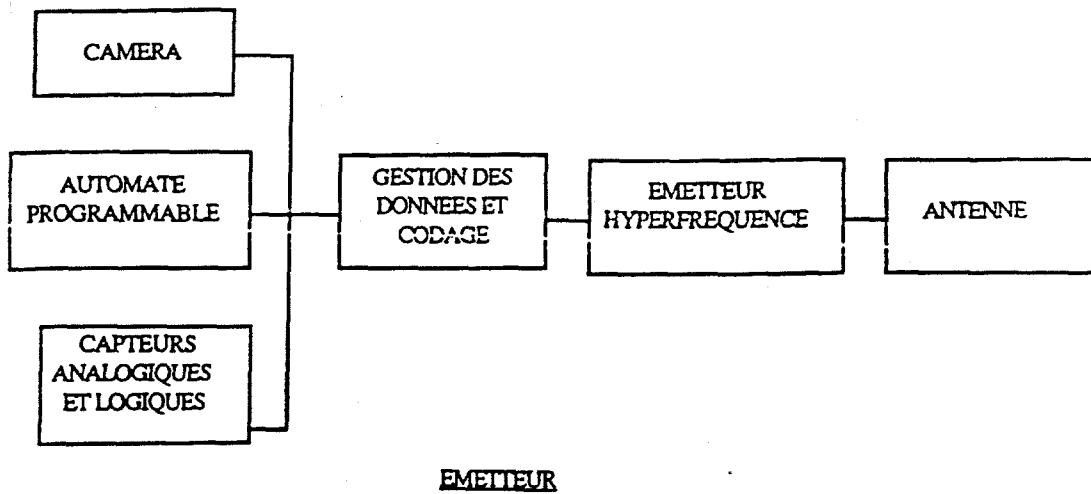 CAMERA
AUTOMATE
PROGRAMMABLE
CAPTEURS
ANALOGIQUES
ET LOGIQUES
GESTION DES
DONNEES ET
CODAGE
EMETTEUR
HYPERFREQUENCE
ANTENNE
EMETTEUR